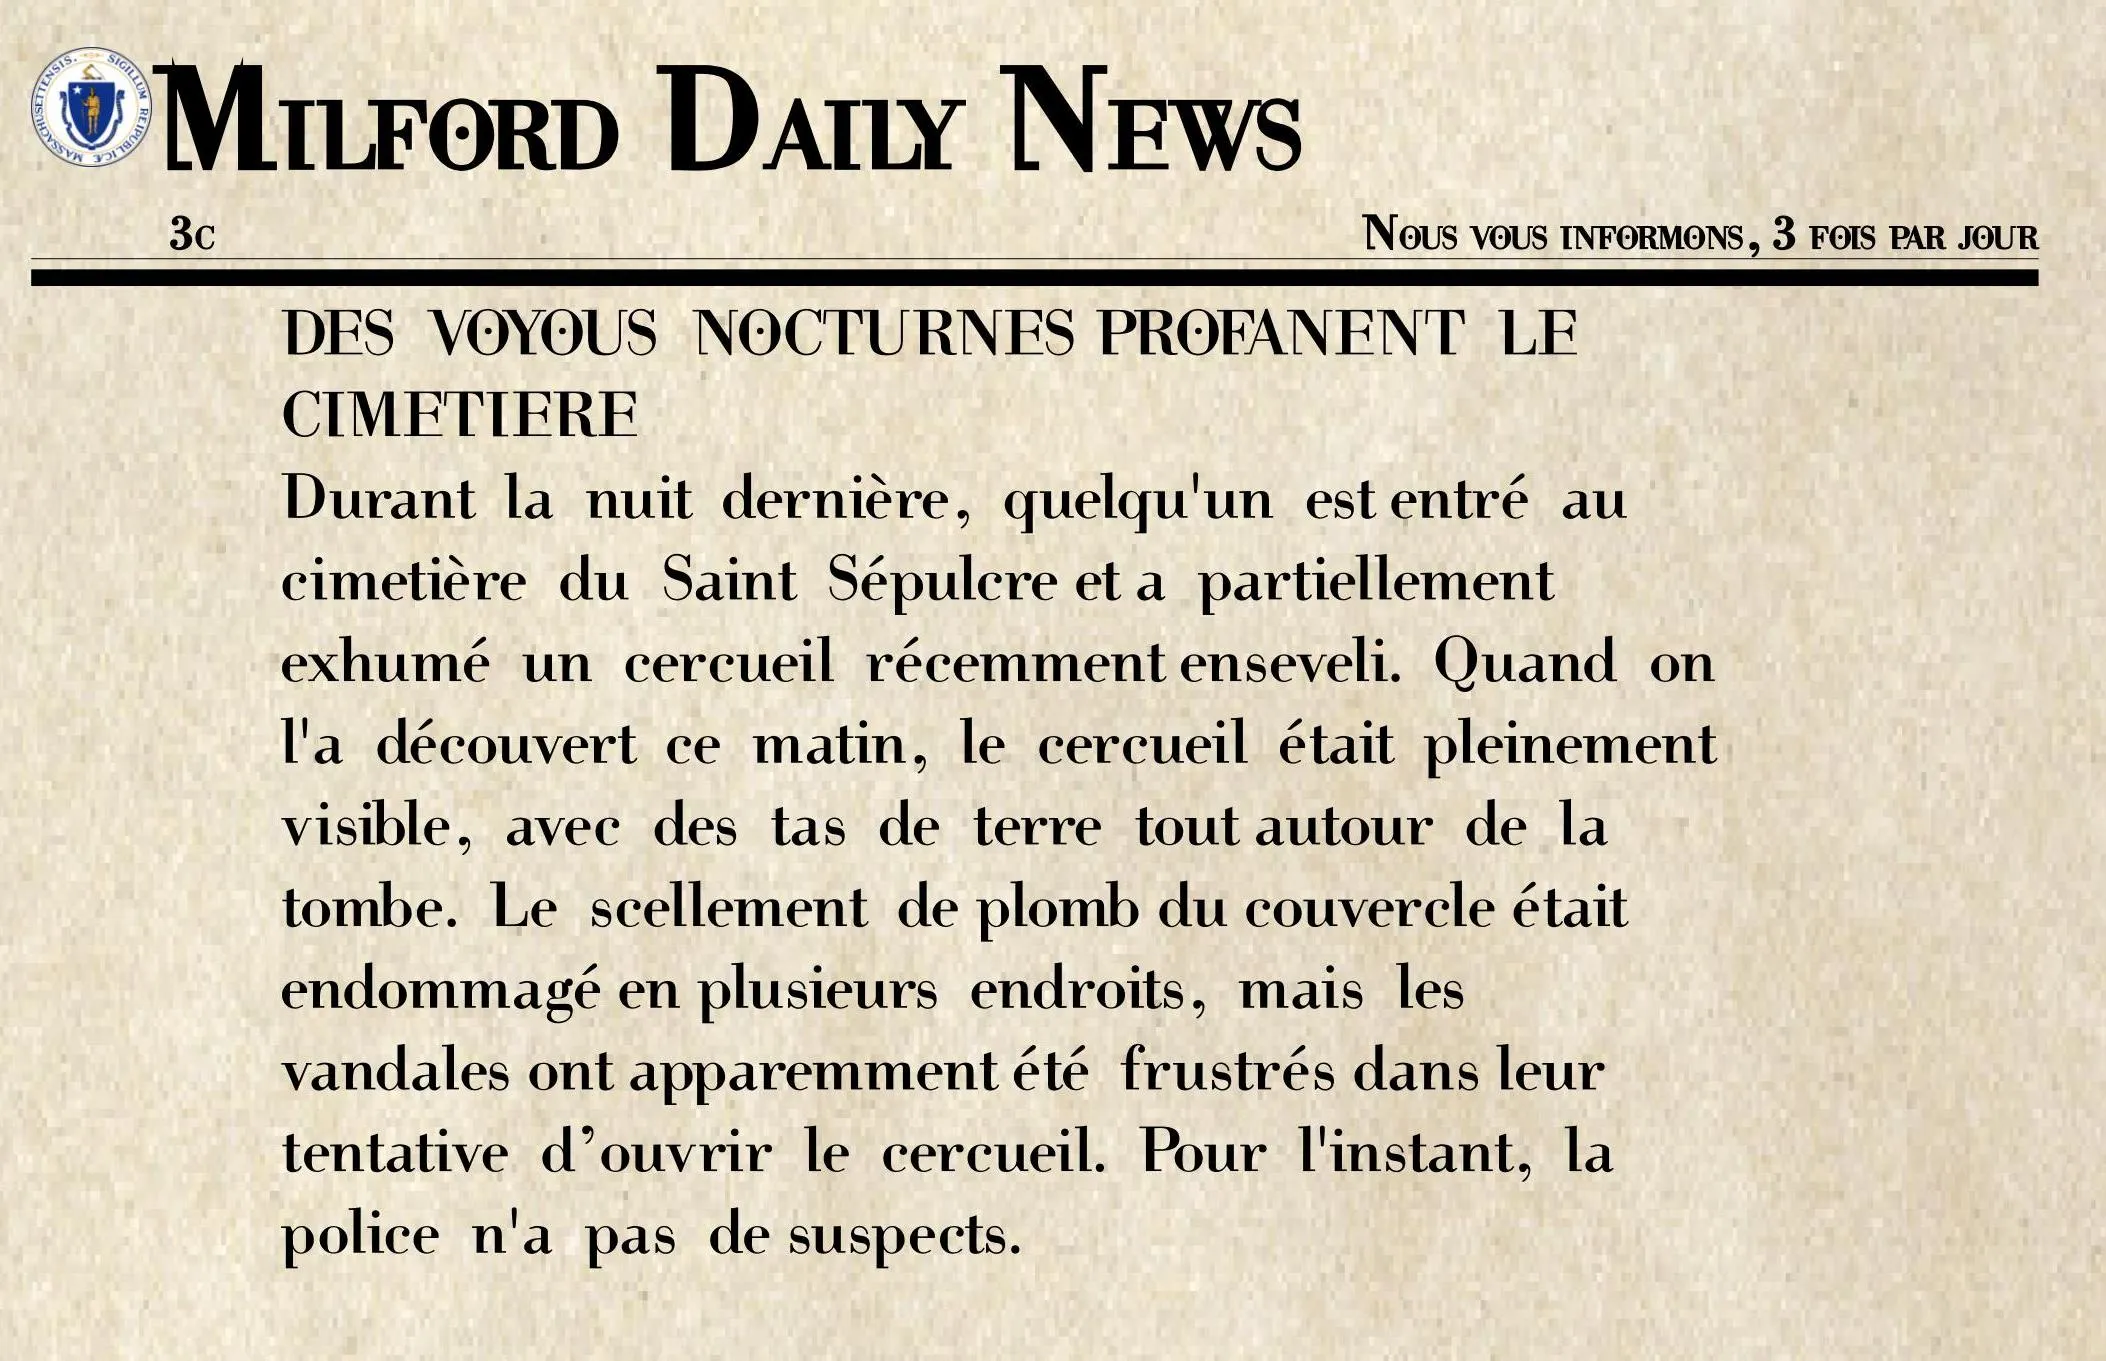 SIGILLUM REIPUBLICÆ MASSACHUSETTENSIS.
MILFORD DAILY NEWS
3C
NOUS VOUS INFORMONS, 3 FOIS PAR JOUR
DES VOYOUS NOCTURNES PROFANENT LE
CIMETIERE
Durant la nuit dernière, quelqu'un est entré au
cimetière du Saint Sépulcre et a partiellement
exhumé un cercueil récemment enseveli. Quand on
l'a découvert ce matin, le cercueil était pleinement
visible, avec des tas de terre tout autour de la
tombe. Le scellement de plomb du couvercle était
endommagé en plusieurs endroits, mais les
vandales ont apparemment été frustrés dans leur
tentative d’ouvrir le cercueil. Pour l'instant, la
police n'a pas de suspects.